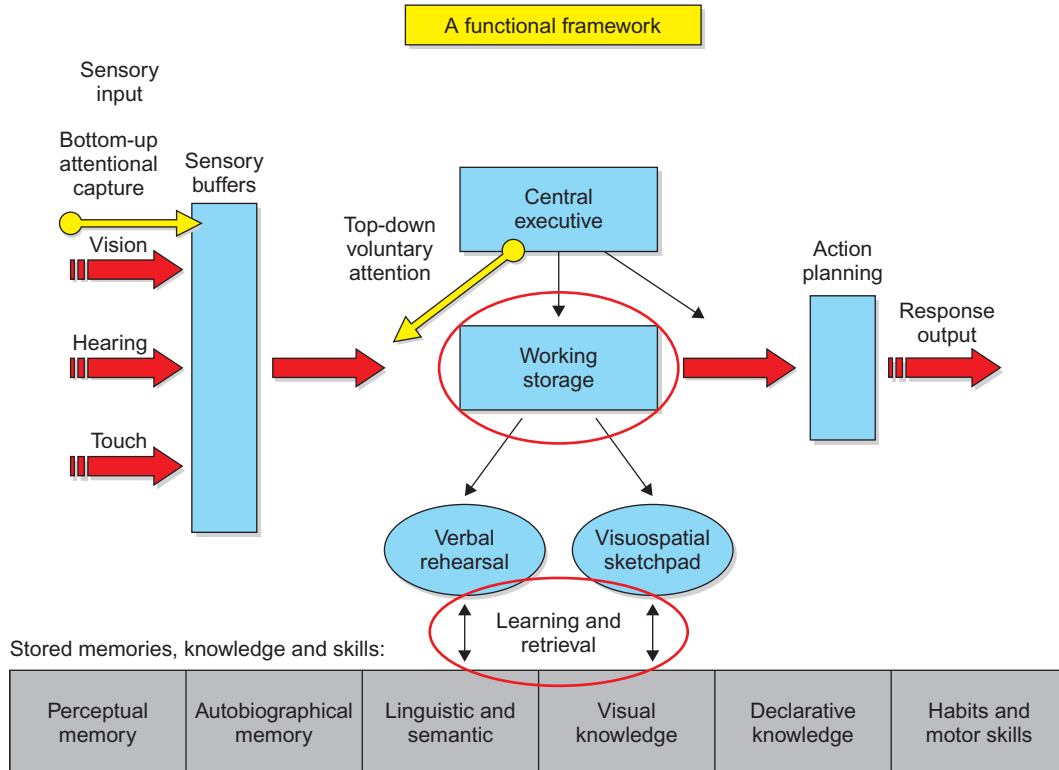 A functional framework
Sensory
input
Bottom-up
attentional
capture
Sensory
buffers
Vision
Hearing
Touch
Top-down
voluntary
attention
Central
executive
Working
storage
Action
planning
Response
output
Verbal
rehearsal
Visuospatial
sketchpad
Learning and
retrieval
Stored memories, knowledge and skills:
Perceptual
memory
Autobiographical
memory
Linguistic and
semantic
Visual
knowledge
Declarative
knowledge
Habits and
motor skills